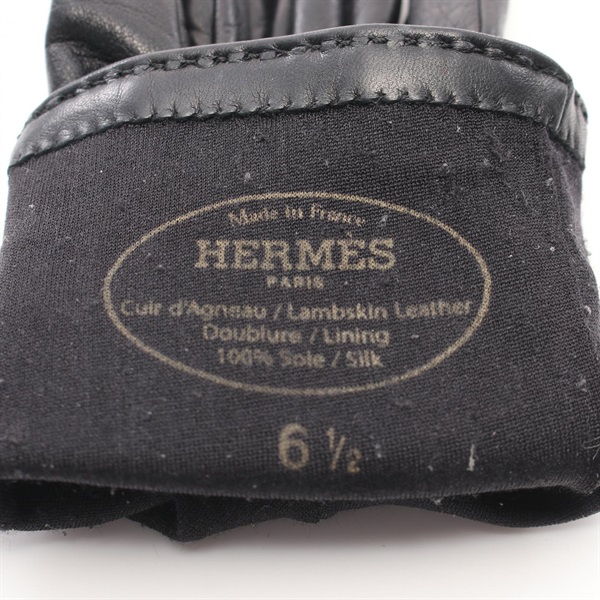 Made in France
HERMÈS
PARIS
Cuir d'Agneau / Lambskin Leather
Doublure / Lining
100% Soie / Silk
6 1/2